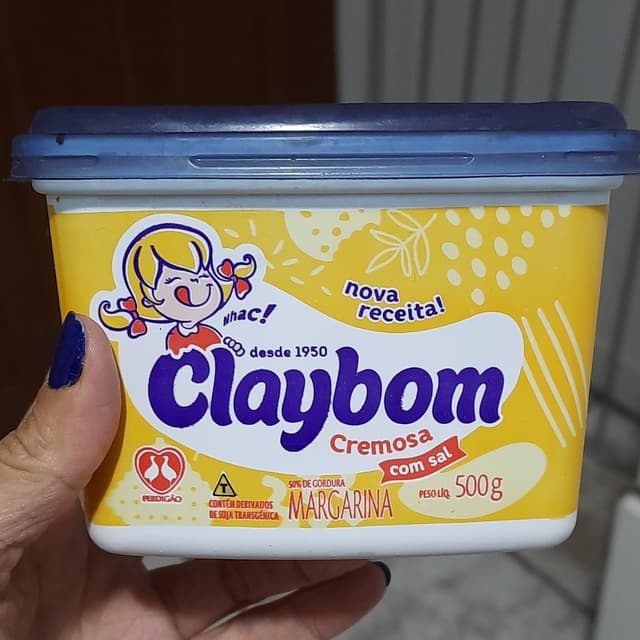 nhac!
nova
receita!
desde 1950
Claybom
Cremosa
com sal
PERDIGÃO
T
CONTÉM DERIVADOS
DE SOJA TRANSGÊNICA
50% DE GORDURA
MARGARINA
PESO LÍQ. 500g